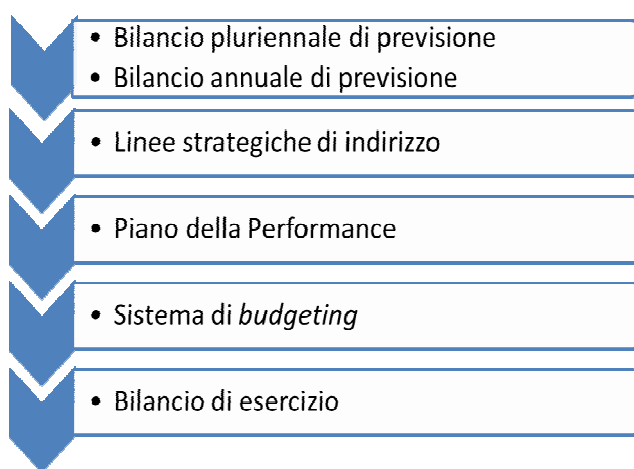 • Bilancio pluriennale di previsione
• Bilancio annuale di previsione
• Linee strategiche di indirizzo
• Piano della Performance
• Sistema di budgeting
• Bilancio di esercizio